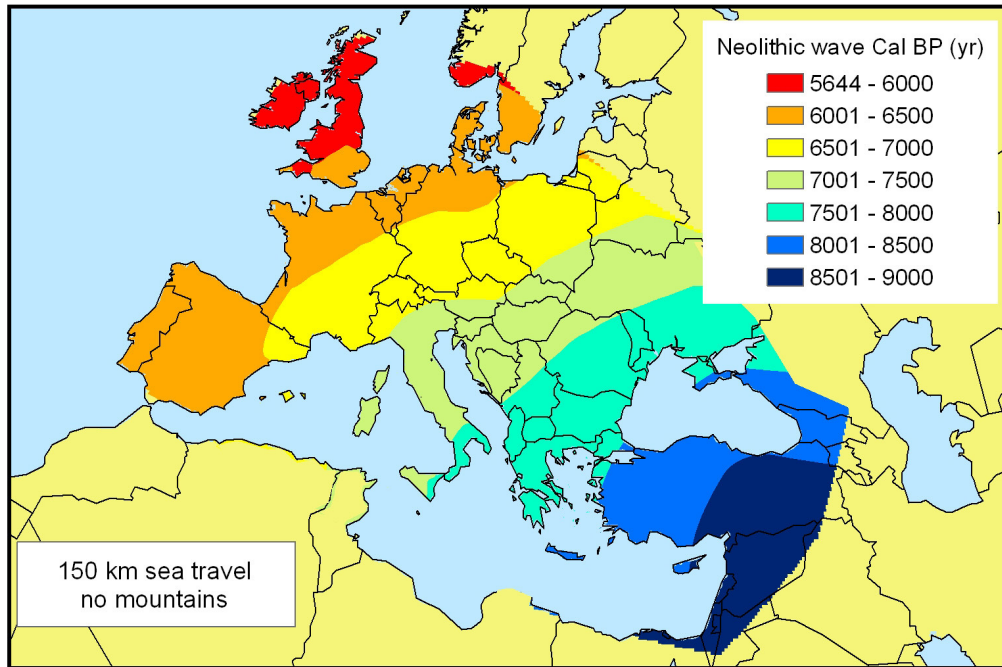 Neolithic wave Cal BP (yr)
5644 - 6000
6001 - 6500
6501 - 7000
7001 - 7500
7501 - 8000
8001 - 8500
8501 - 9000
150 km sea travel
no mountains